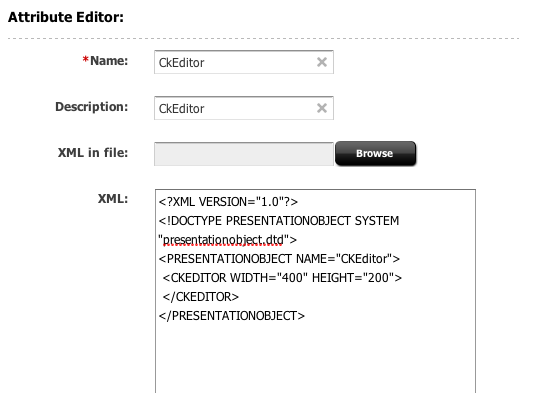 Attribute Editor:
*Name: CkEditor
Description: CkEditor
XML in file: Browse
XML: <?XML VERSION="1.0"?>
<!DOCTYPE PRESENTATIONOBJECT SYSTEM
"presentationobject.dtd">
<PRESENTATIONOBJECT NAME="CKEditor">
<CKEDITOR WIDTH="400" HEIGHT="200">
</CKEDITOR>
</PRESENTATIONOBJECT>